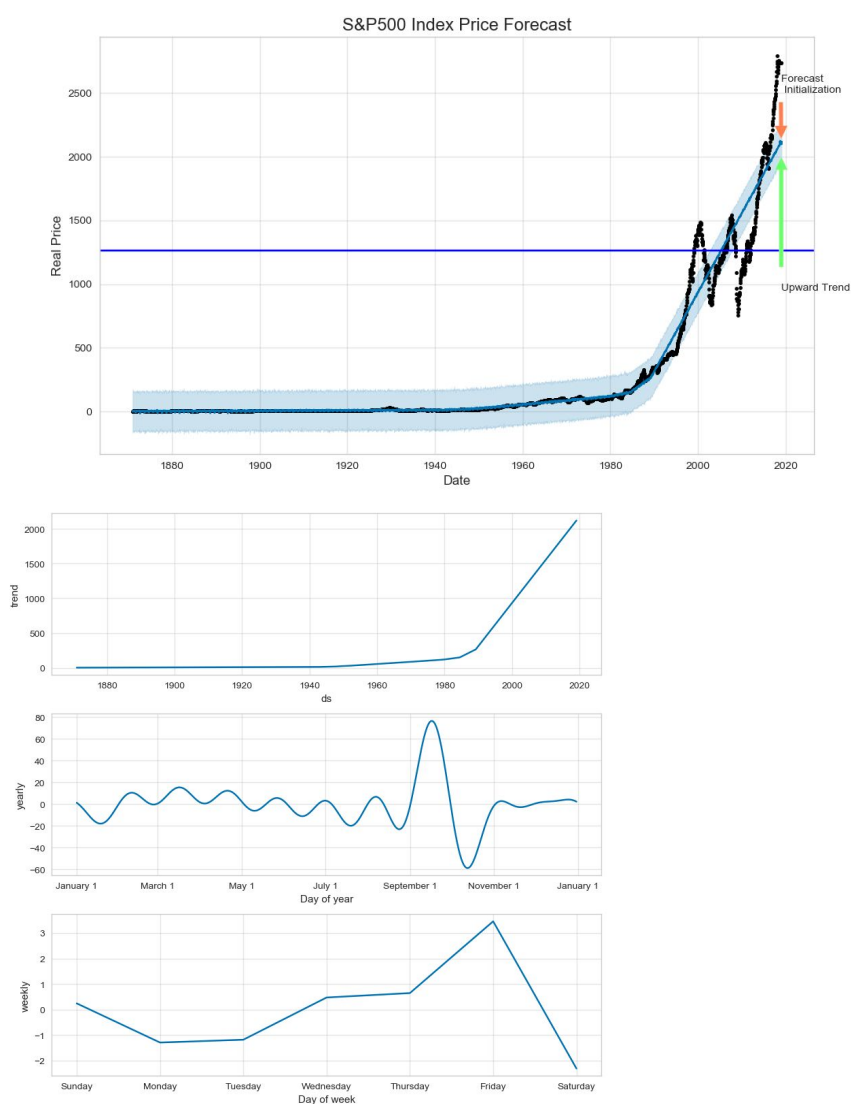 S&P500 Index Price Forecast
Forecast
Initialization
Upward Trend
Real Price
2500
2000
1500
1000
500
0
1880 1900 1920 1940 1960 1980 2000 2020
Date
trend
2000
1500
1000
500
0
1880 1900 1920 1940 1960 1980 2000 2020
ds
yearly
80
60
40
20
0
−20
−40
−60
January 1 March 1 May 1 July 1 September 1 November 1 January 1
Day of year
weekly
3
2
1
0
−1
−2
Sunday Monday Tuesday Wednesday Thursday Friday Saturday
Day of week